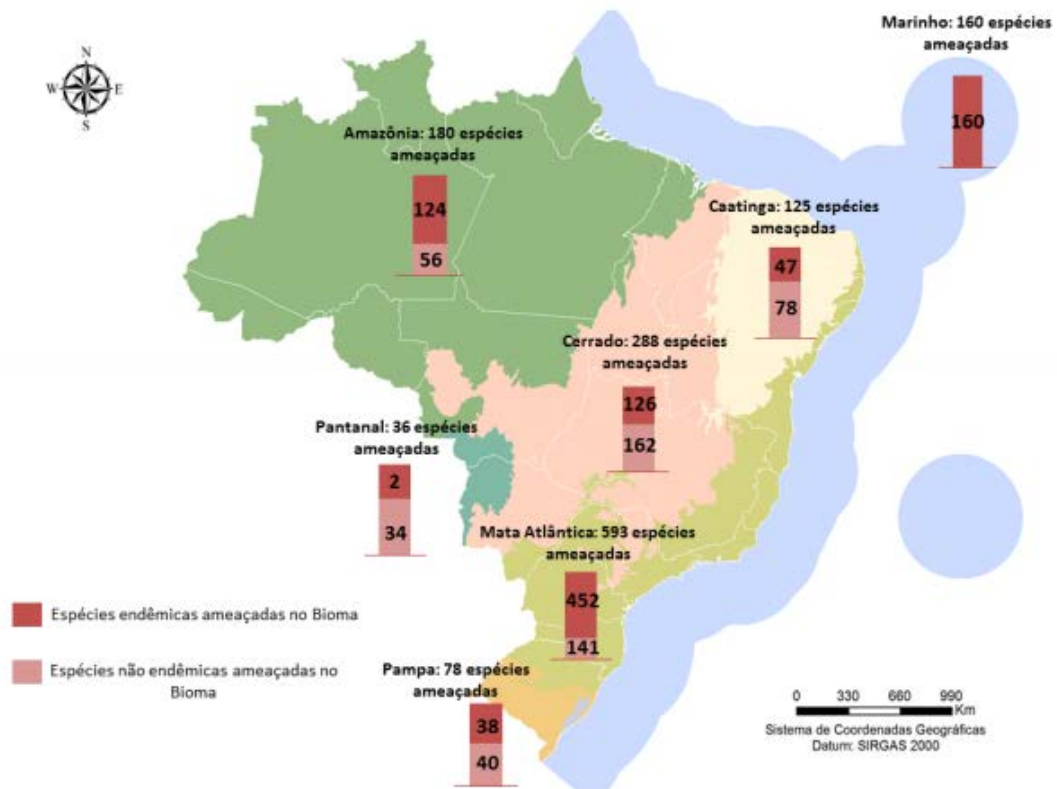 Marinho: 160 espécies
ameaçadas
160
N
W
E
S
Amazônia: 180 espécies
ameaçadas
124
56
Caatinga: 125 espécies
ameaçadas
47
78
Cerrado: 288 espécies
ameaçadas
126
162
Pantanal: 36 espécies
ameaçadas
2
34
Mata Atlântica: 593 espécies
ameaçadas
452
141
Espécies endêmicas ameaçadas no Bioma
Espécies não endêmicas ameaçadas no
Bioma
Pampa: 78 espécies
ameaçadas
38
40
0 330 660 990
Km
Sistema de Coordenadas Geográficas
Datum: SIRGAS 2000